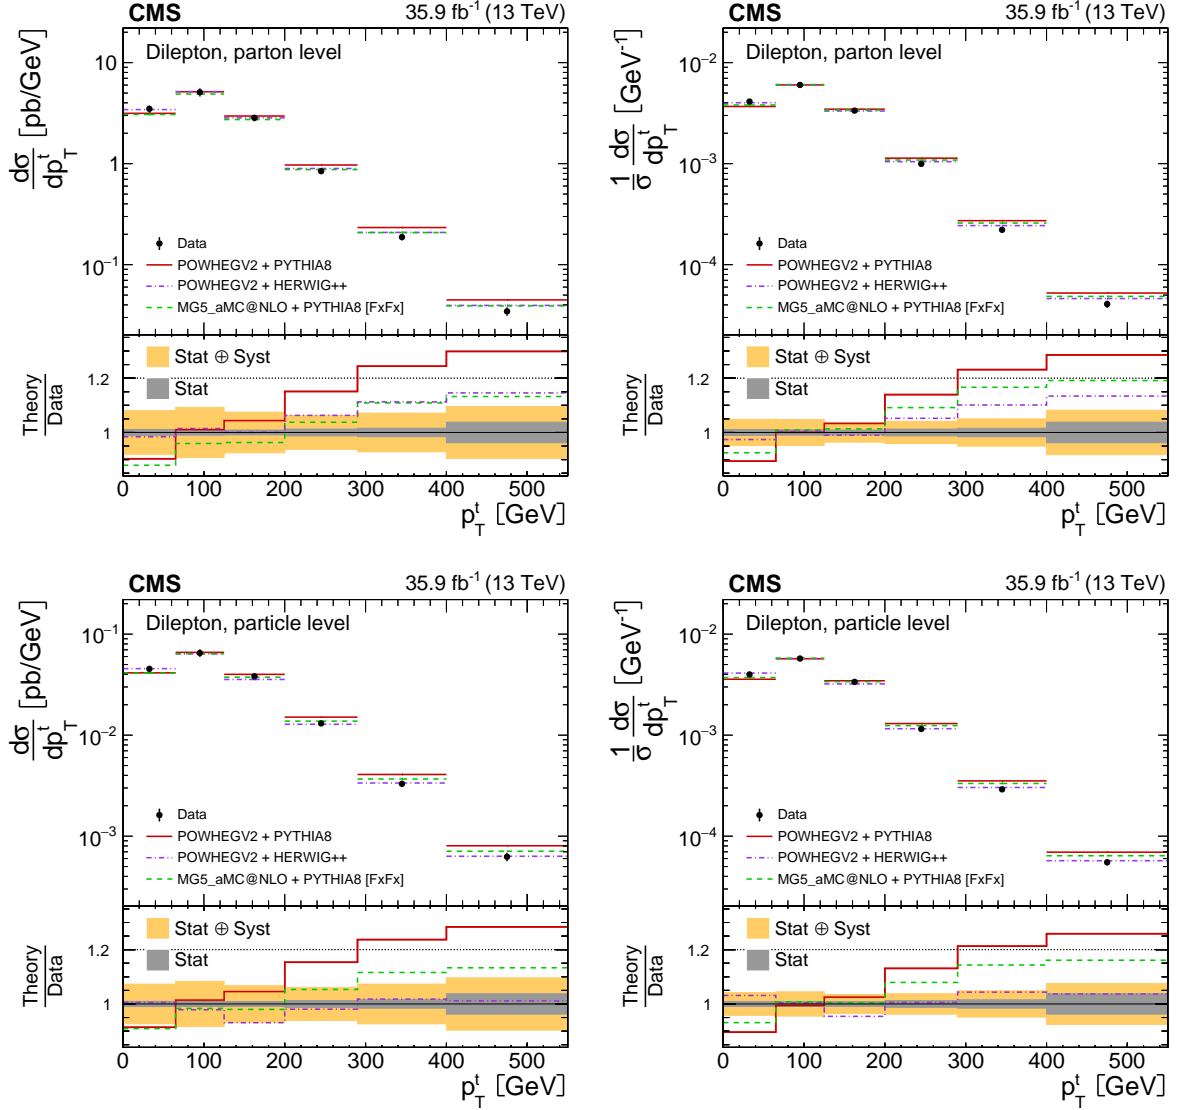 CMS 35.9 fb⁻¹ (13 TeV)
dσ/dp_T^t [pb/GeV]
Dilepton, parton level
10
1
10⁻¹
Data
POWHEGV2 + PYTHIA8
POWHEGV2 + HERWIG++
MG5_aMC@NLO + PYTHIA8 [FxFx]
Theory/Data
Stat ⊕ Syst
Stat
1.2
1
0 100 200 300 400 500
p_T^t [GeV]
CMS 35.9 fb⁻¹ (13 TeV)
1/σ dσ/dp_T^t [GeV⁻¹]
Dilepton, parton level
10⁻²
10⁻³
10⁻⁴
Data
POWHEGV2 + PYTHIA8
POWHEGV2 + HERWIG++
MG5_aMC@NLO + PYTHIA8 [FxFx]
Theory/Data
Stat ⊕ Syst
Stat
1.2
1
0 100 200 300 400 500
p_T^t [GeV]
CMS 35.9 fb⁻¹ (13 TeV)
dσ/dp_T^t [pb/GeV]
Dilepton, particle level
10⁻¹
10⁻²
10⁻³
Data
POWHEGV2 + PYTHIA8
POWHEGV2 + HERWIG++
MG5_aMC@NLO + PYTHIA8 [FxFx]
Theory/Data
Stat ⊕ Syst
Stat
1.2
1
0 100 200 300 400 500
p_T^t [GeV]
CMS 35.9 fb⁻¹ (13 TeV)
1/σ dσ/dp_T^t [GeV⁻¹]
Dilepton, particle level
10⁻²
10⁻³
10⁻⁴
Data
POWHEGV2 + PYTHIA8
POWHEGV2 + HERWIG++
MG5_aMC@NLO + PYTHIA8 [FxFx]
Theory/Data
Stat ⊕ Syst
Stat
1.2
1
0 100 200 300 400 500
p_T^t [GeV]